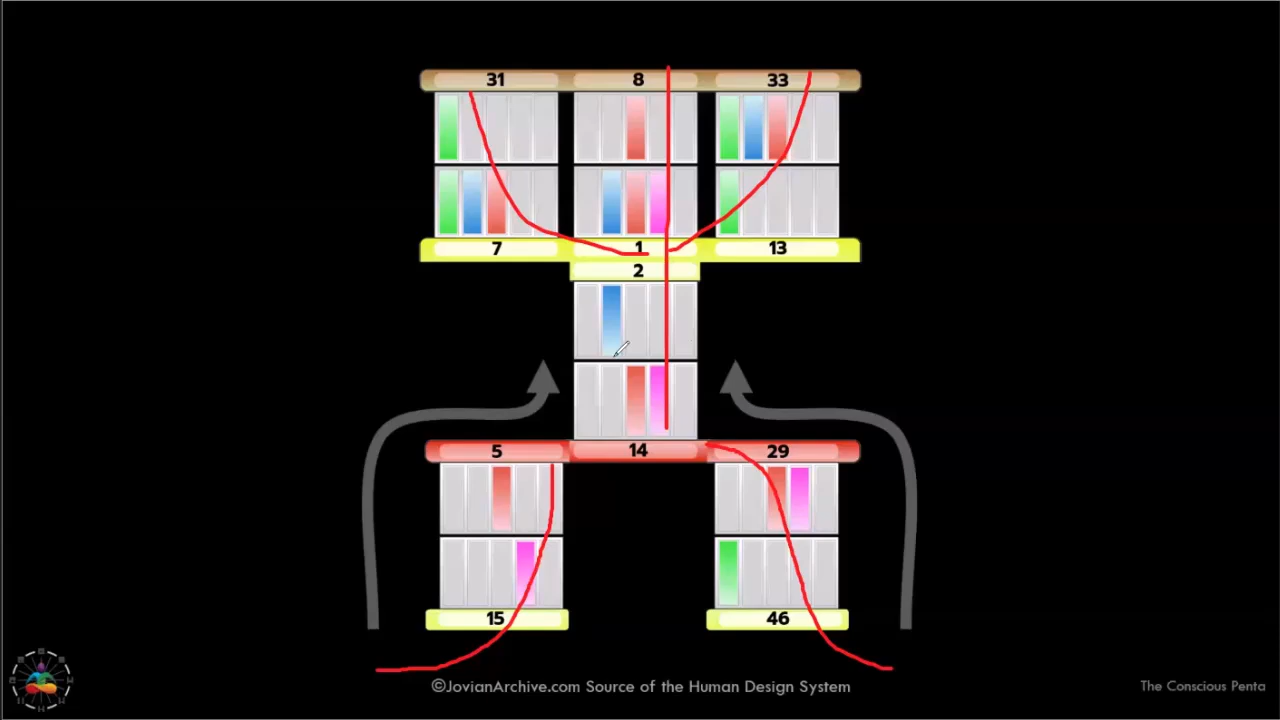 31 8 33
7 1 13
2
5 14 29
15 46
©JovianArchive.com Source of the Human Design System
The Conscious Penta